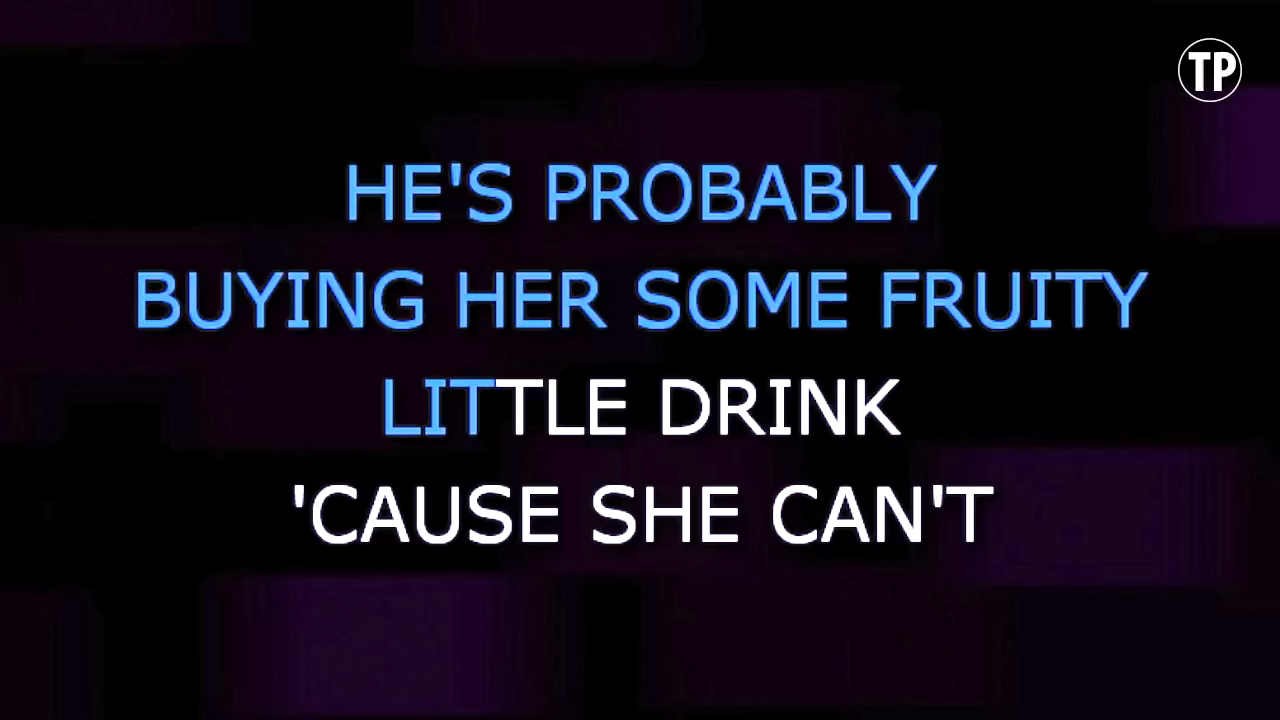 TP
HE'S PROBABLY
BUYING HER SOME FRUITY
LITTLE DRINK
'CAUSE SHE CAN'T